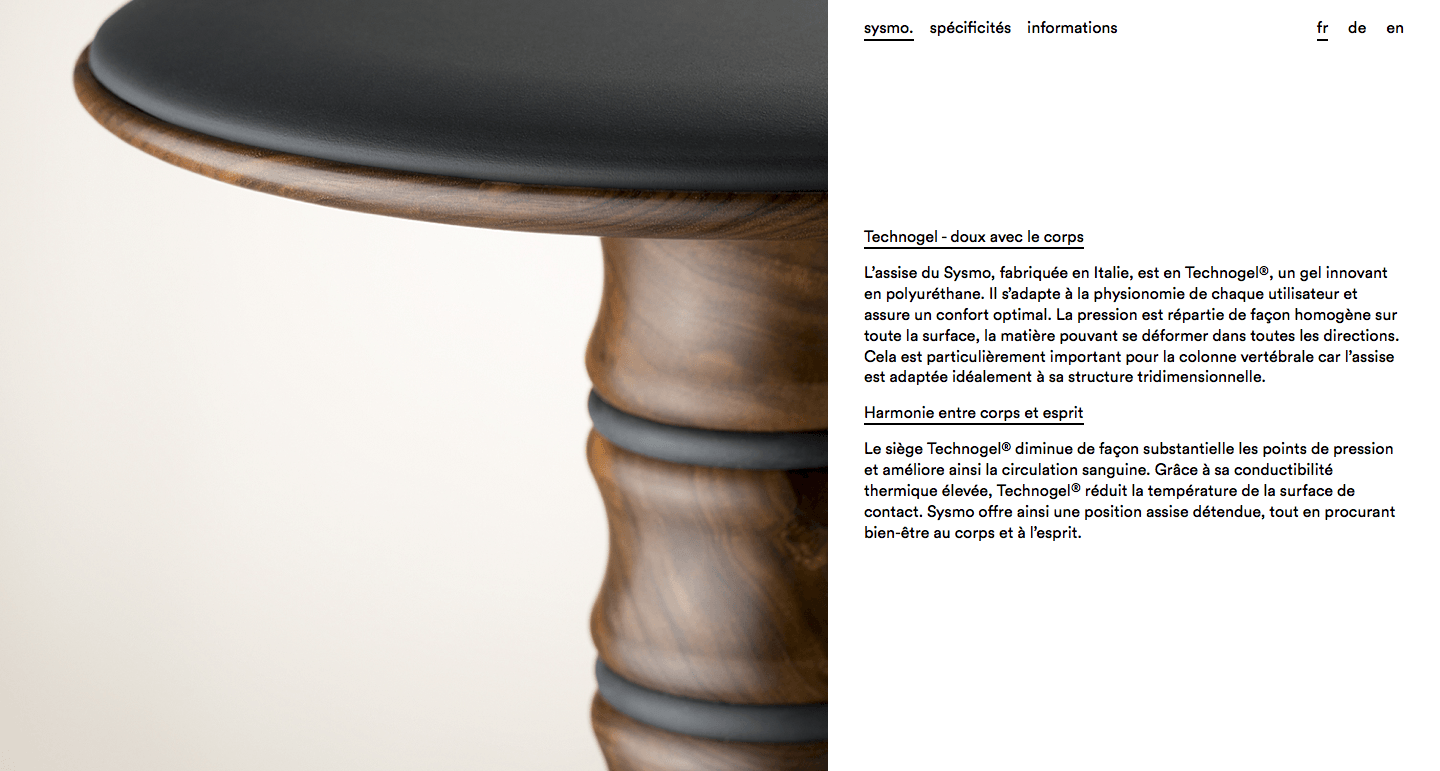 sysmo. spécificités informations fr de en
Technogel - doux avec le corps
L’assise du Sysmo, fabriquée en Italie, est en Technogel®, un gel innovant
en polyuréthane. Il s’adapte à la physionomie de chaque utilisateur et
assure un confort optimal. La pression est répartie de façon homogène sur
toute la surface, la matière pouvant se déformer dans toutes les directions.
Cela est particulièrement important pour la colonne vertébrale car l’assise
est adaptée idéalement à sa structure tridimensionnelle.
Harmonie entre corps et esprit
Le siège Technogel® diminue de façon substantielle les points de pression
et améliore ainsi la circulation sanguine. Grâce à sa conductibilité
thermique élevée, Technogel® réduit la température de la surface de
contact. Sysmo offre ainsi une position assise détendue, tout en procurant
bien-être au corps et à l’esprit.